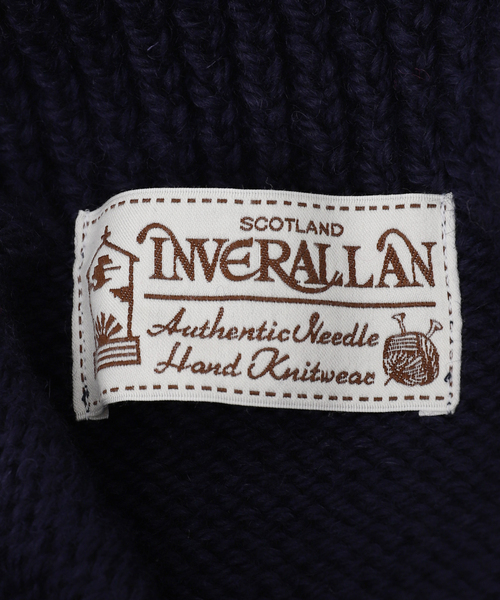 SCOTLAND
INVERALLAN
Authentic Needle
Hand Knitwear